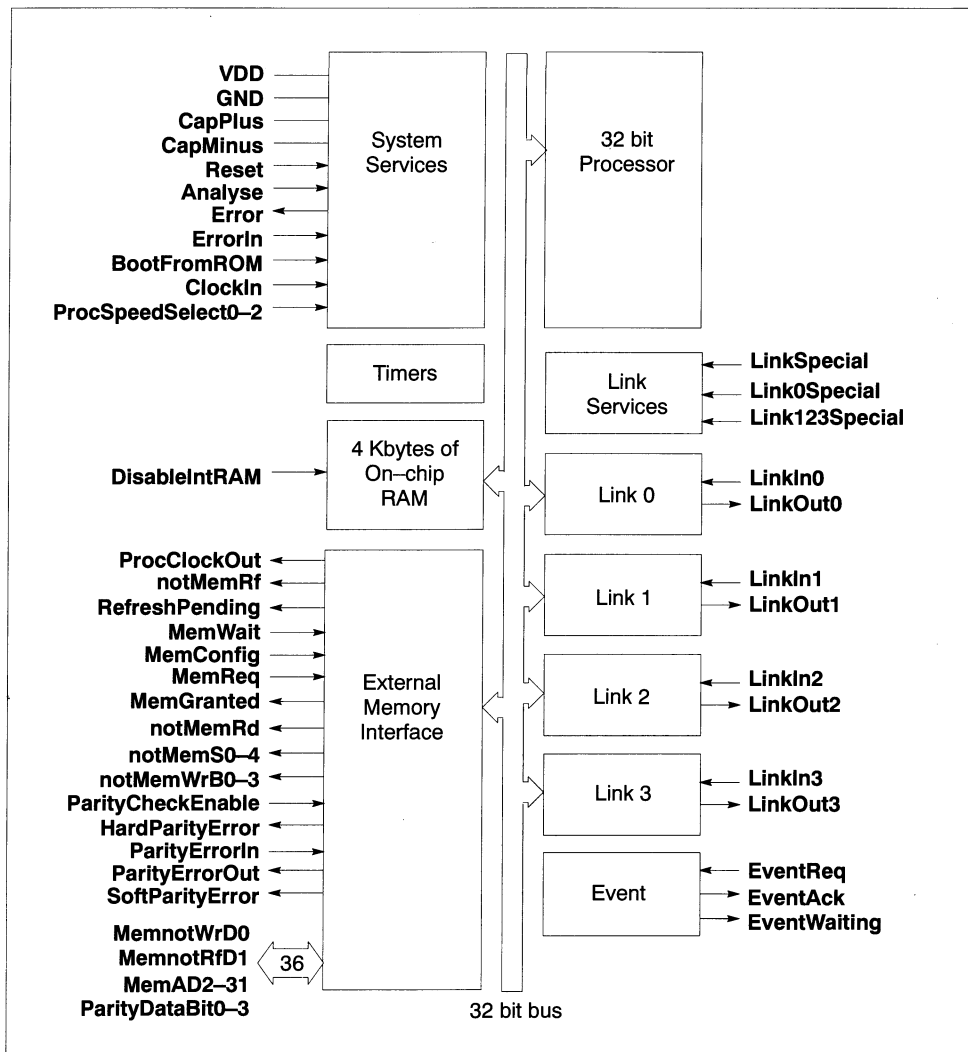 VDD
GND
CapPlus
CapMinus
Reset
Analyse
Error
ErrorIn
BootFromROM
ClockIn
ProcSpeedSelect0–2
System
Services
32 bit
Processor
Timers
Link
Services
LinkSpecial
Link0Special
Link123Special
DisableIntRAM
4 Kbytes of
On–chip
RAM
Link 0
LinkIn0
LinkOut0
Link 1
LinkIn1
LinkOut1
Link 2
LinkIn2
LinkOut2
Link 3
LinkIn3
LinkOut3
Event
EventReq
EventAck
EventWaiting
ProcClockOut
notMemRf
RefreshPending
MemWait
MemConfig
MemReq
MemGranted
notMemRd
notMemS0–4
notMemWrB0–3
ParityCheckEnable
HardParityError
ParityErrorIn
ParityErrorOut
SoftParityError
External
Memory
Interface
MemnotWrD0
MemnotRfD1
MemAD2–31
ParityDataBit0–3
36
32 bit bus